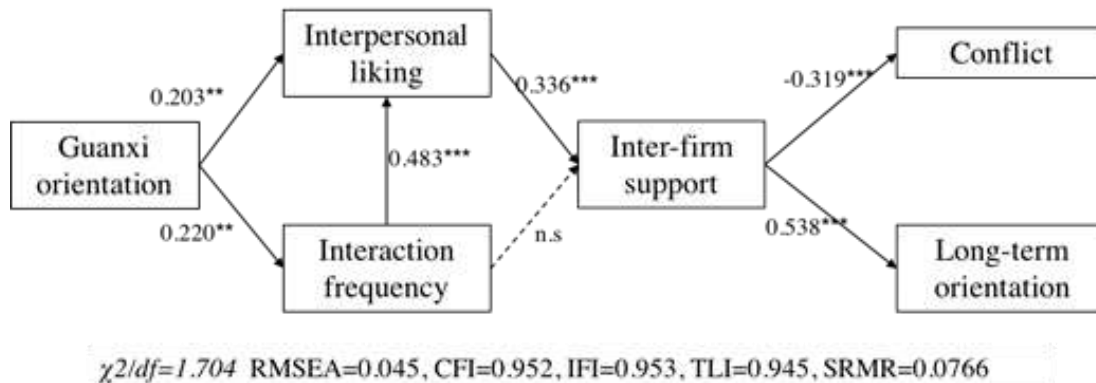 Interpersonal
liking
Conflict
0.203**
0.336***
-0.319***
Guanxi
orientation
0.483***
Inter-firm
support
0.220**
n.s
0.538***
Interaction
frequency
Long-term
orientation
χ2/df=1.704 RMSEA=0.045, CFI=0.952, IFI=0.953, TLI=0.945, SRMR=0.0766